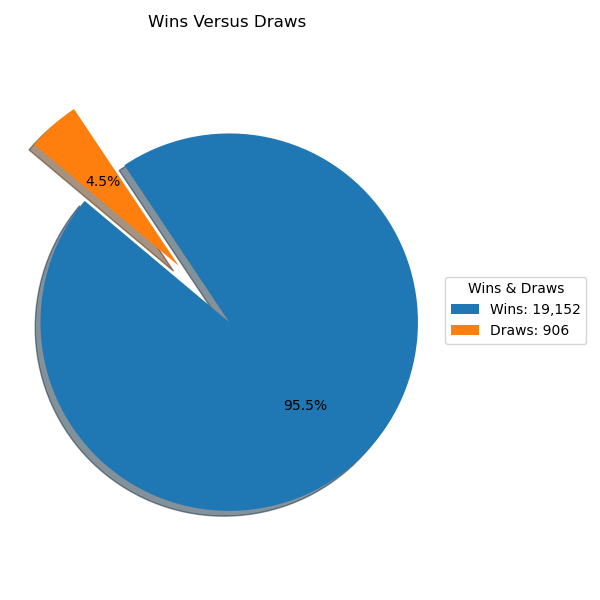 Wins Versus Draws
4.5%
Wins & Draws
Wins: 19,152
Draws: 906
95.5%